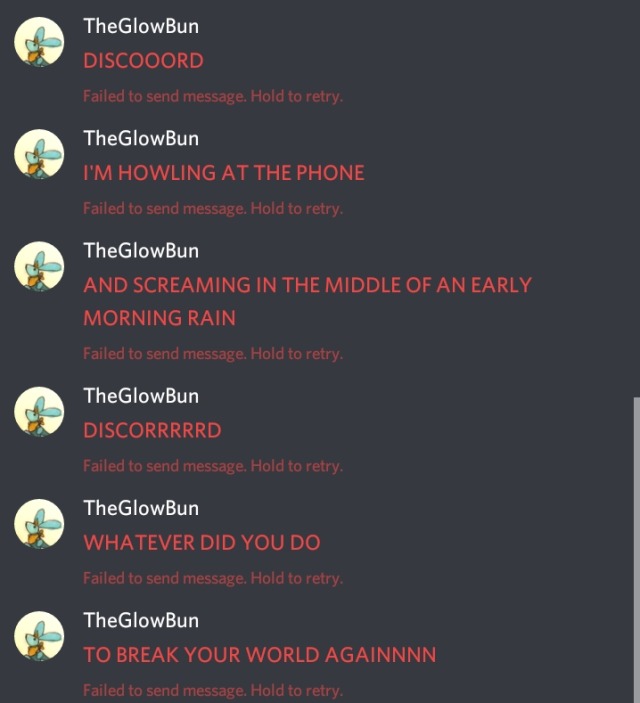 TheGlowBun
DISCOOORD
Failed to send message. Hold to retry.
TheGlowBun
I'M HOWLING AT THE PHONE
Failed to send message. Hold to retry.
TheGlowBun
AND SCREAMING IN THE MIDDLE OF AN EARLY
MORNING RAIN
Failed to send message. Hold to retry.
TheGlowBun
DISCORRRRRD
Failed to send message. Hold to retry.
TheGlowBun
WHATEVER DID YOU DO
Failed to send message. Hold to retry.
TheGlowBun
TO BREAK YOUR WORLD AGAINNNN
Failed to send message. Hold to retry.